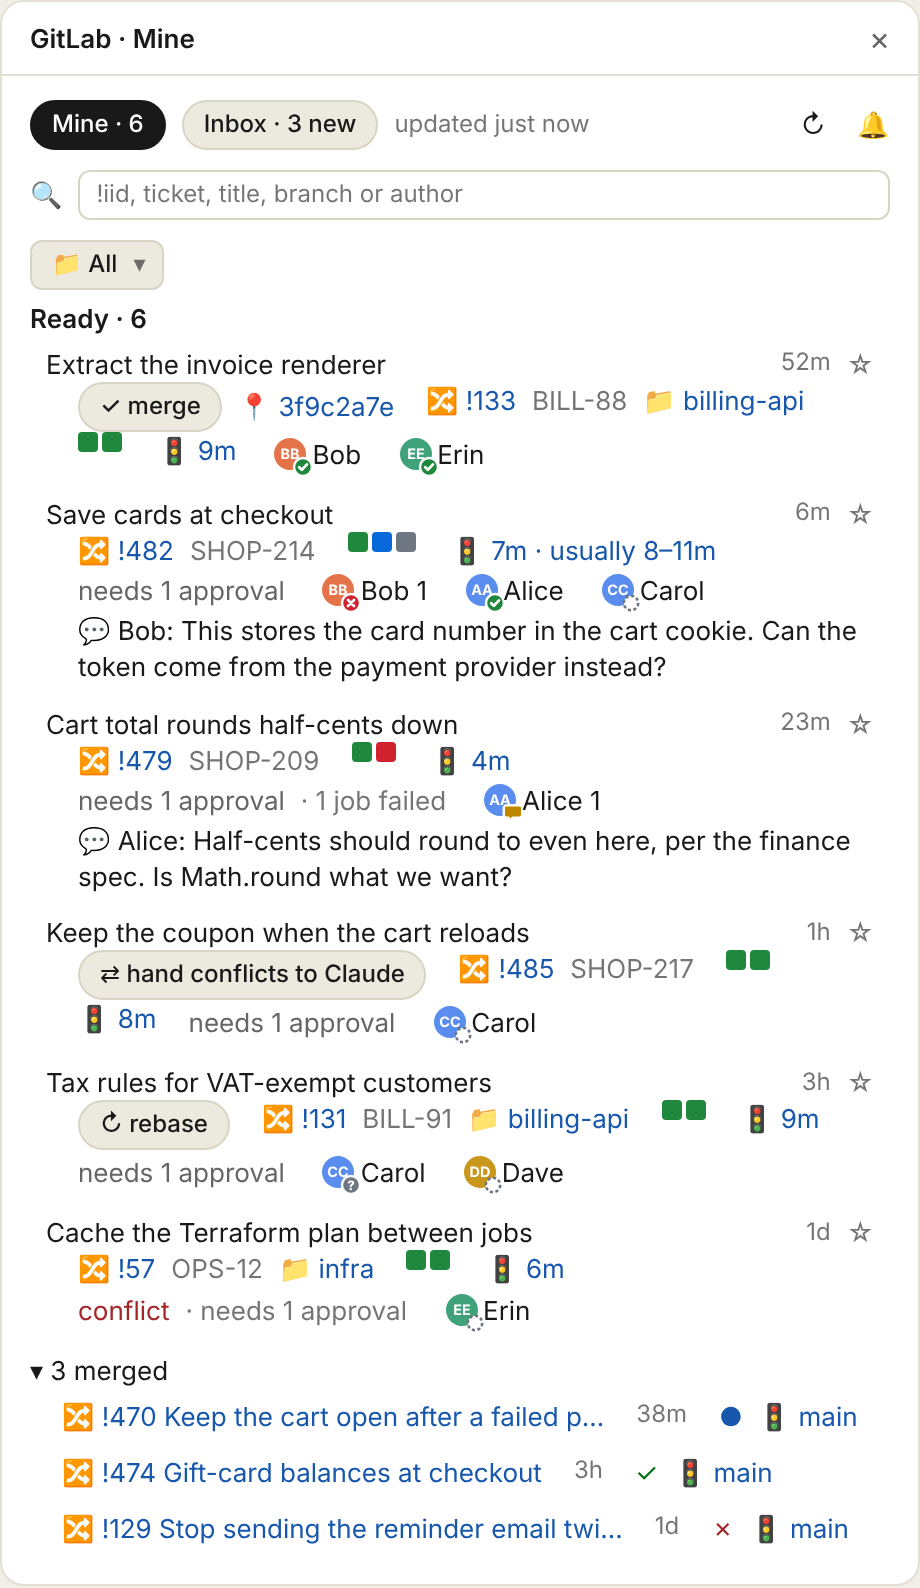 GitLab · Mine ×
Mine · 6 Inbox · 3 new updated just now
!iid, ticket, title, branch or author
All
Ready · 6
Extract the invoice renderer 52m
✓ merge 3f9c2a7e !133 BILL-88 billing-api
9m BB Bob EE Erin
Save cards at checkout 6m
!482 SHOP-214 7m · usually 8–11m
needs 1 approval BB Bob 1 AA Alice CC Carol
Bob: This stores the card number in the cart cookie. Can the
token come from the payment provider instead?
Cart total rounds half-cents down 23m
!479 SHOP-209 4m
needs 1 approval · 1 job failed AA Alice 1
Alice: Half-cents should round to even here, per the finance
spec. Is Math.round what we want?
Keep the coupon when the cart reloads 1h
⇄ hand conflicts to Claude !485 SHOP-217
8m needs 1 approval CC Carol
Tax rules for VAT-exempt customers 3h
↻ rebase !131 BILL-91 billing-api 9m
needs 1 approval CC ? Carol DD Dave
Cache the Terraform plan between jobs 1d
!57 OPS-12 infra 6m
conflict · needs 1 approval EE Erin
▾ 3 merged
!470 Keep the cart open after a failed p... 38m main
!474 Gift-card balances at checkout 3h ✓ main
!129 Stop sending the reminder email twi... 1d × main